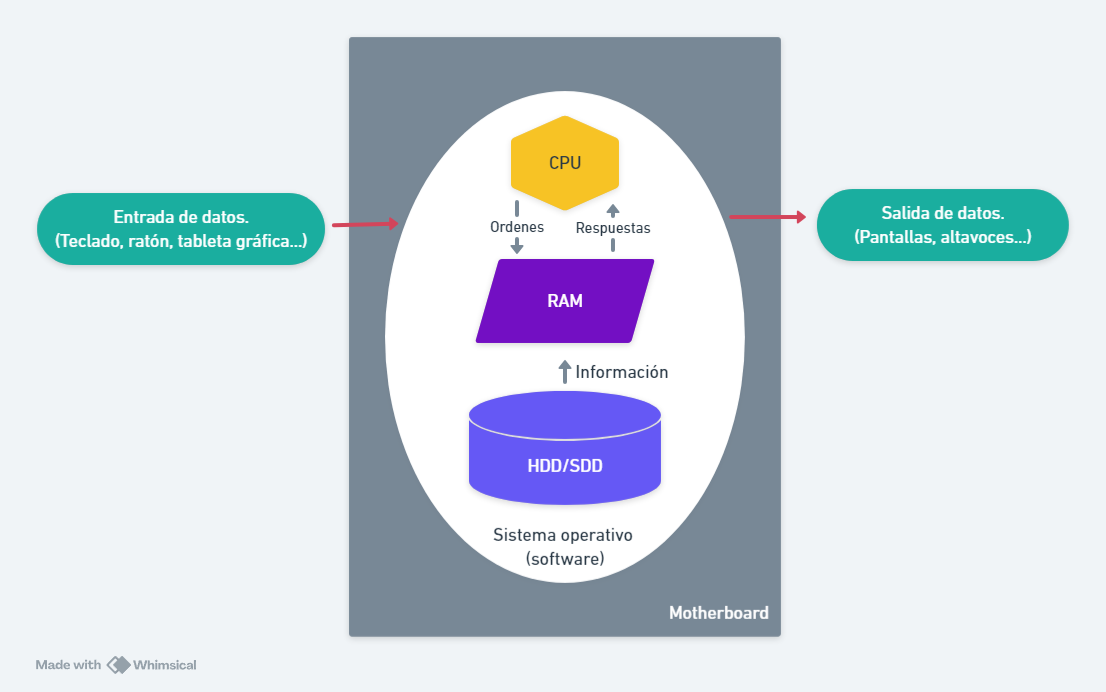 CPU
Ordenes
Respuestas
Entrada de datos.
(Teclado, ratón, tableta gráfica...)
Salida de datos.
(Pantallas, altavoces...)
RAM
Información
HDD/SDD
Sistema operativo
(software)
Motherboard
Made with Whimsical